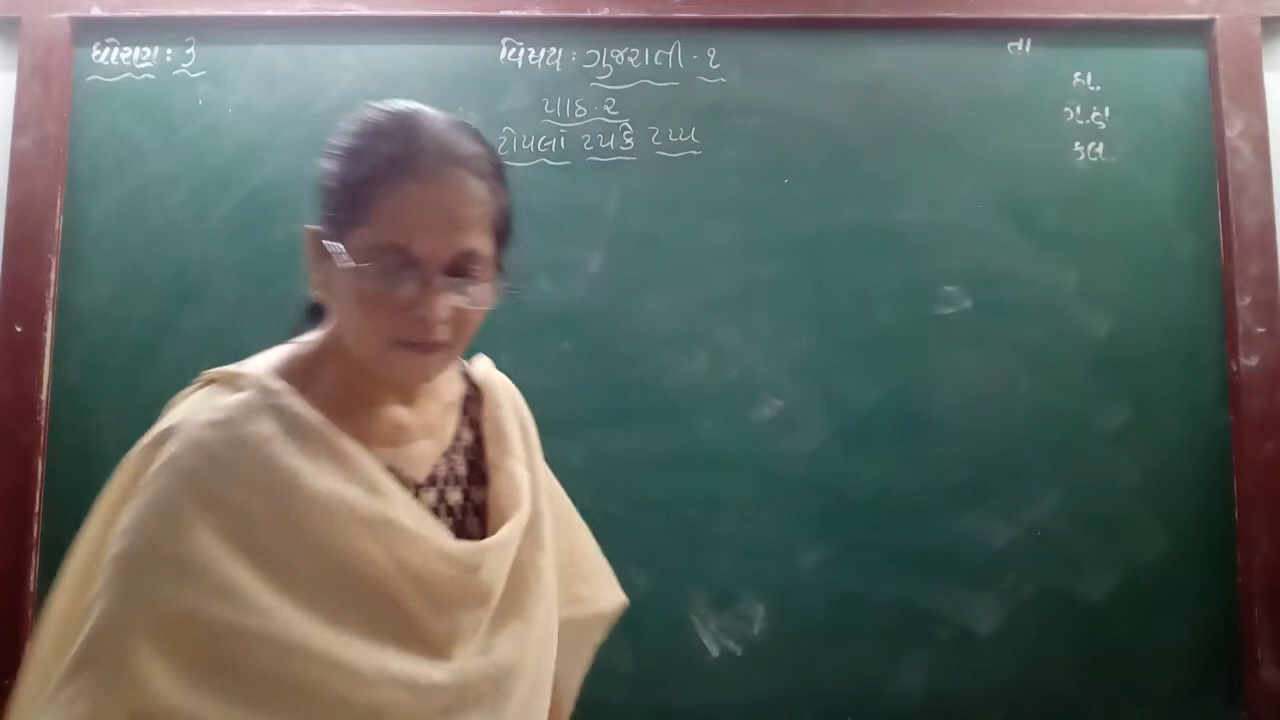 ધોરણ : ૩
વિષય : ગુજરાતી - ૧
તા
પાઠ - ૨
ટીપલાં ટપકે ટપ્પ
હા.
ગે.હા
કુલ